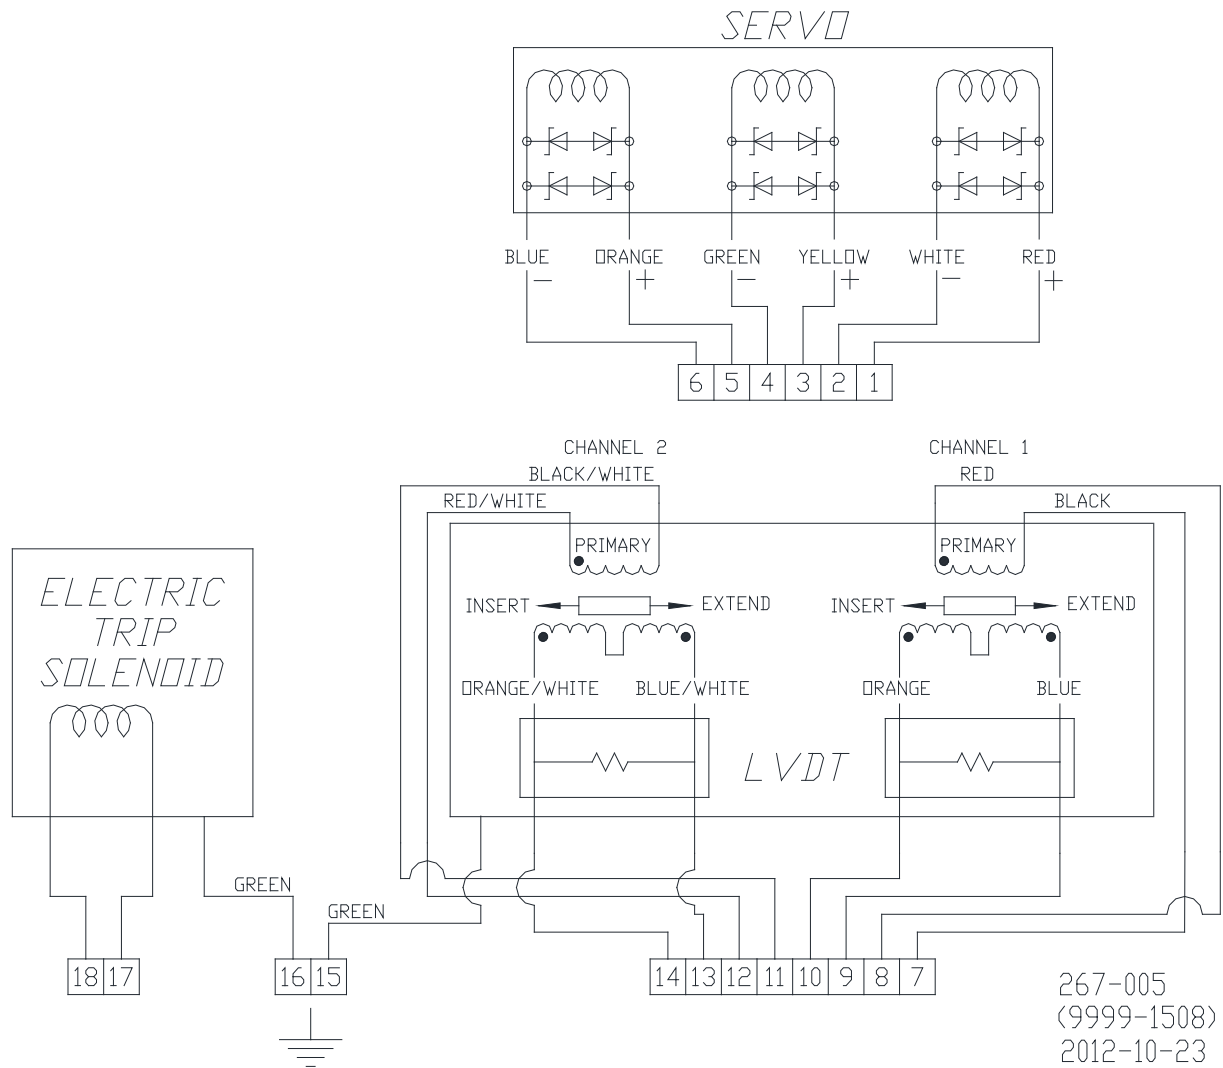 SERVO
BLUE ORANGE GREEN YELLOW WHITE RED
- + - + - +
6 5 4 3 2 1
CHANNEL 2 CHANNEL 1
BLACK/WHITE RED
RED/WHITE BLACK
PRIMARY PRIMARY
INSERT EXTEND INSERT EXTEND
ELECTRIC
TRIP
SOLENOID
ORANGE/WHITE BLUE/WHITE ORANGE BLUE
LVDT
GREEN
GREEN
18 17 16 15 14 13 12 11 10 9 8 7
267-005
(9999-1508)
2012-10-23